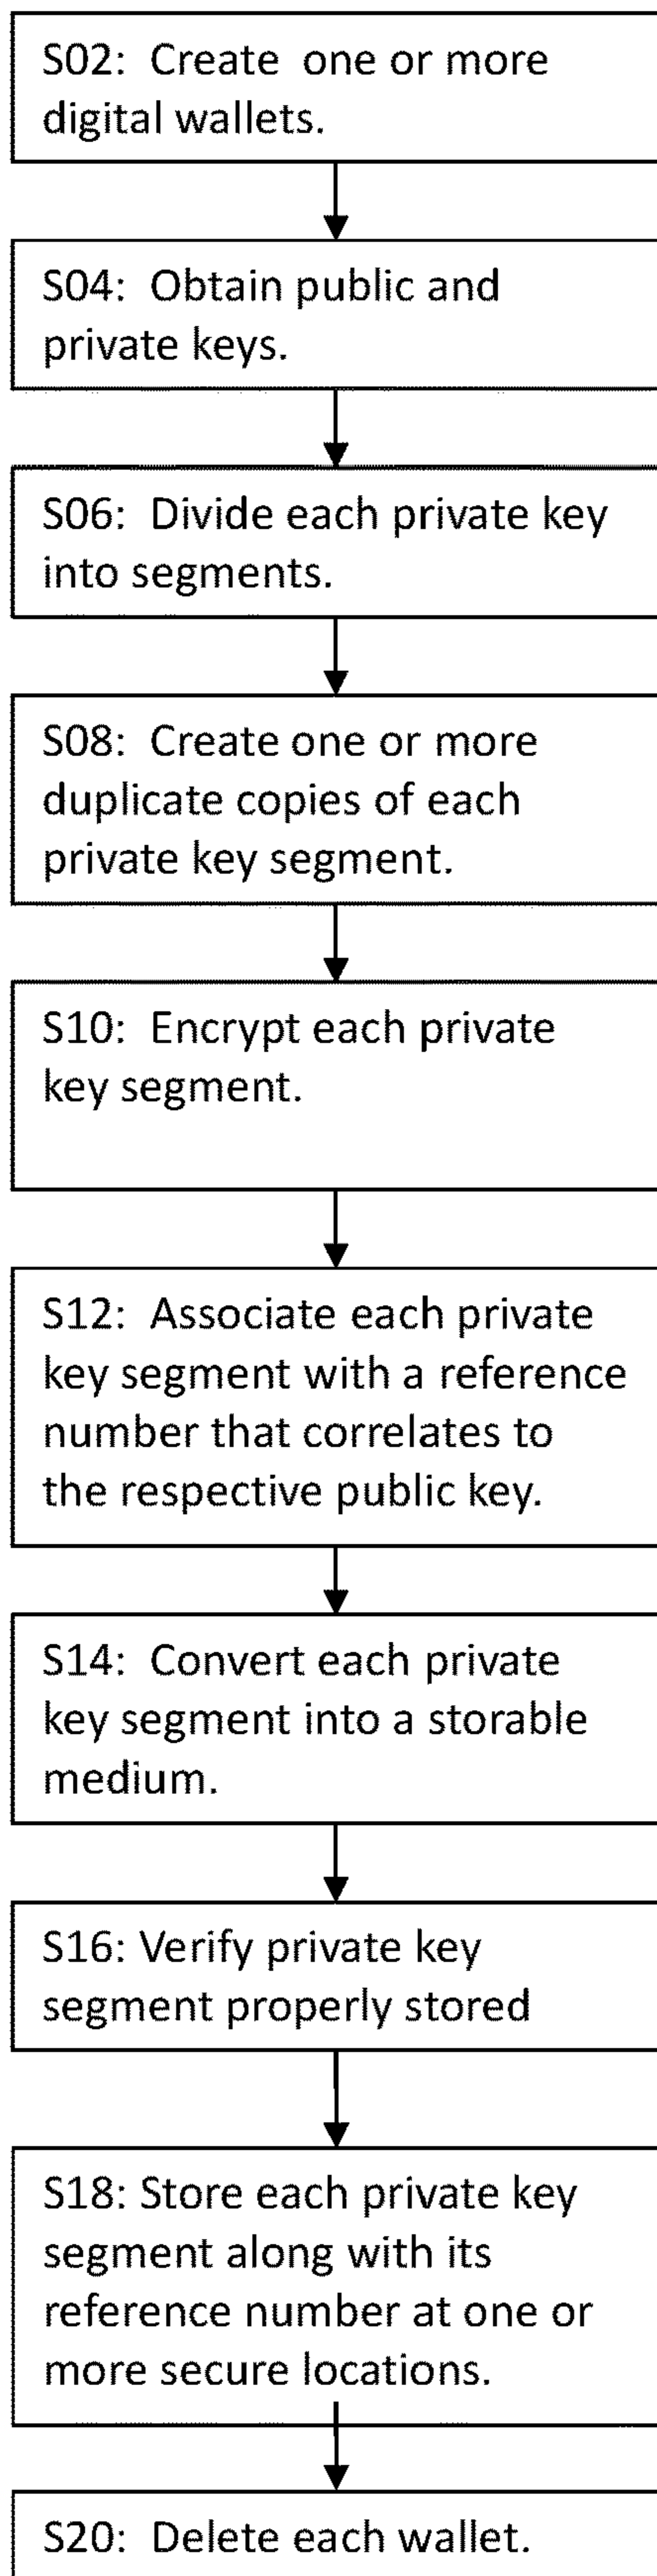 S02:  Create  one or more
digital wallets.
S04:  Obtain public and
private keys.
S06:  Divide each private key
into segments.
S08:  Create one or more
duplicate copies of each
private key segment.
S10:  Encrypt each private
key segment.
S12:  Associate each private
key segment with a reference
number that correlates to
the respective public key.
S14:  Convert each private
key segment into a storable
medium.
S16: Verify private key
segment properly stored
S18: Store each private key
segment along with its
reference number at one or
more secure locations.
S20:  Delete each wallet.